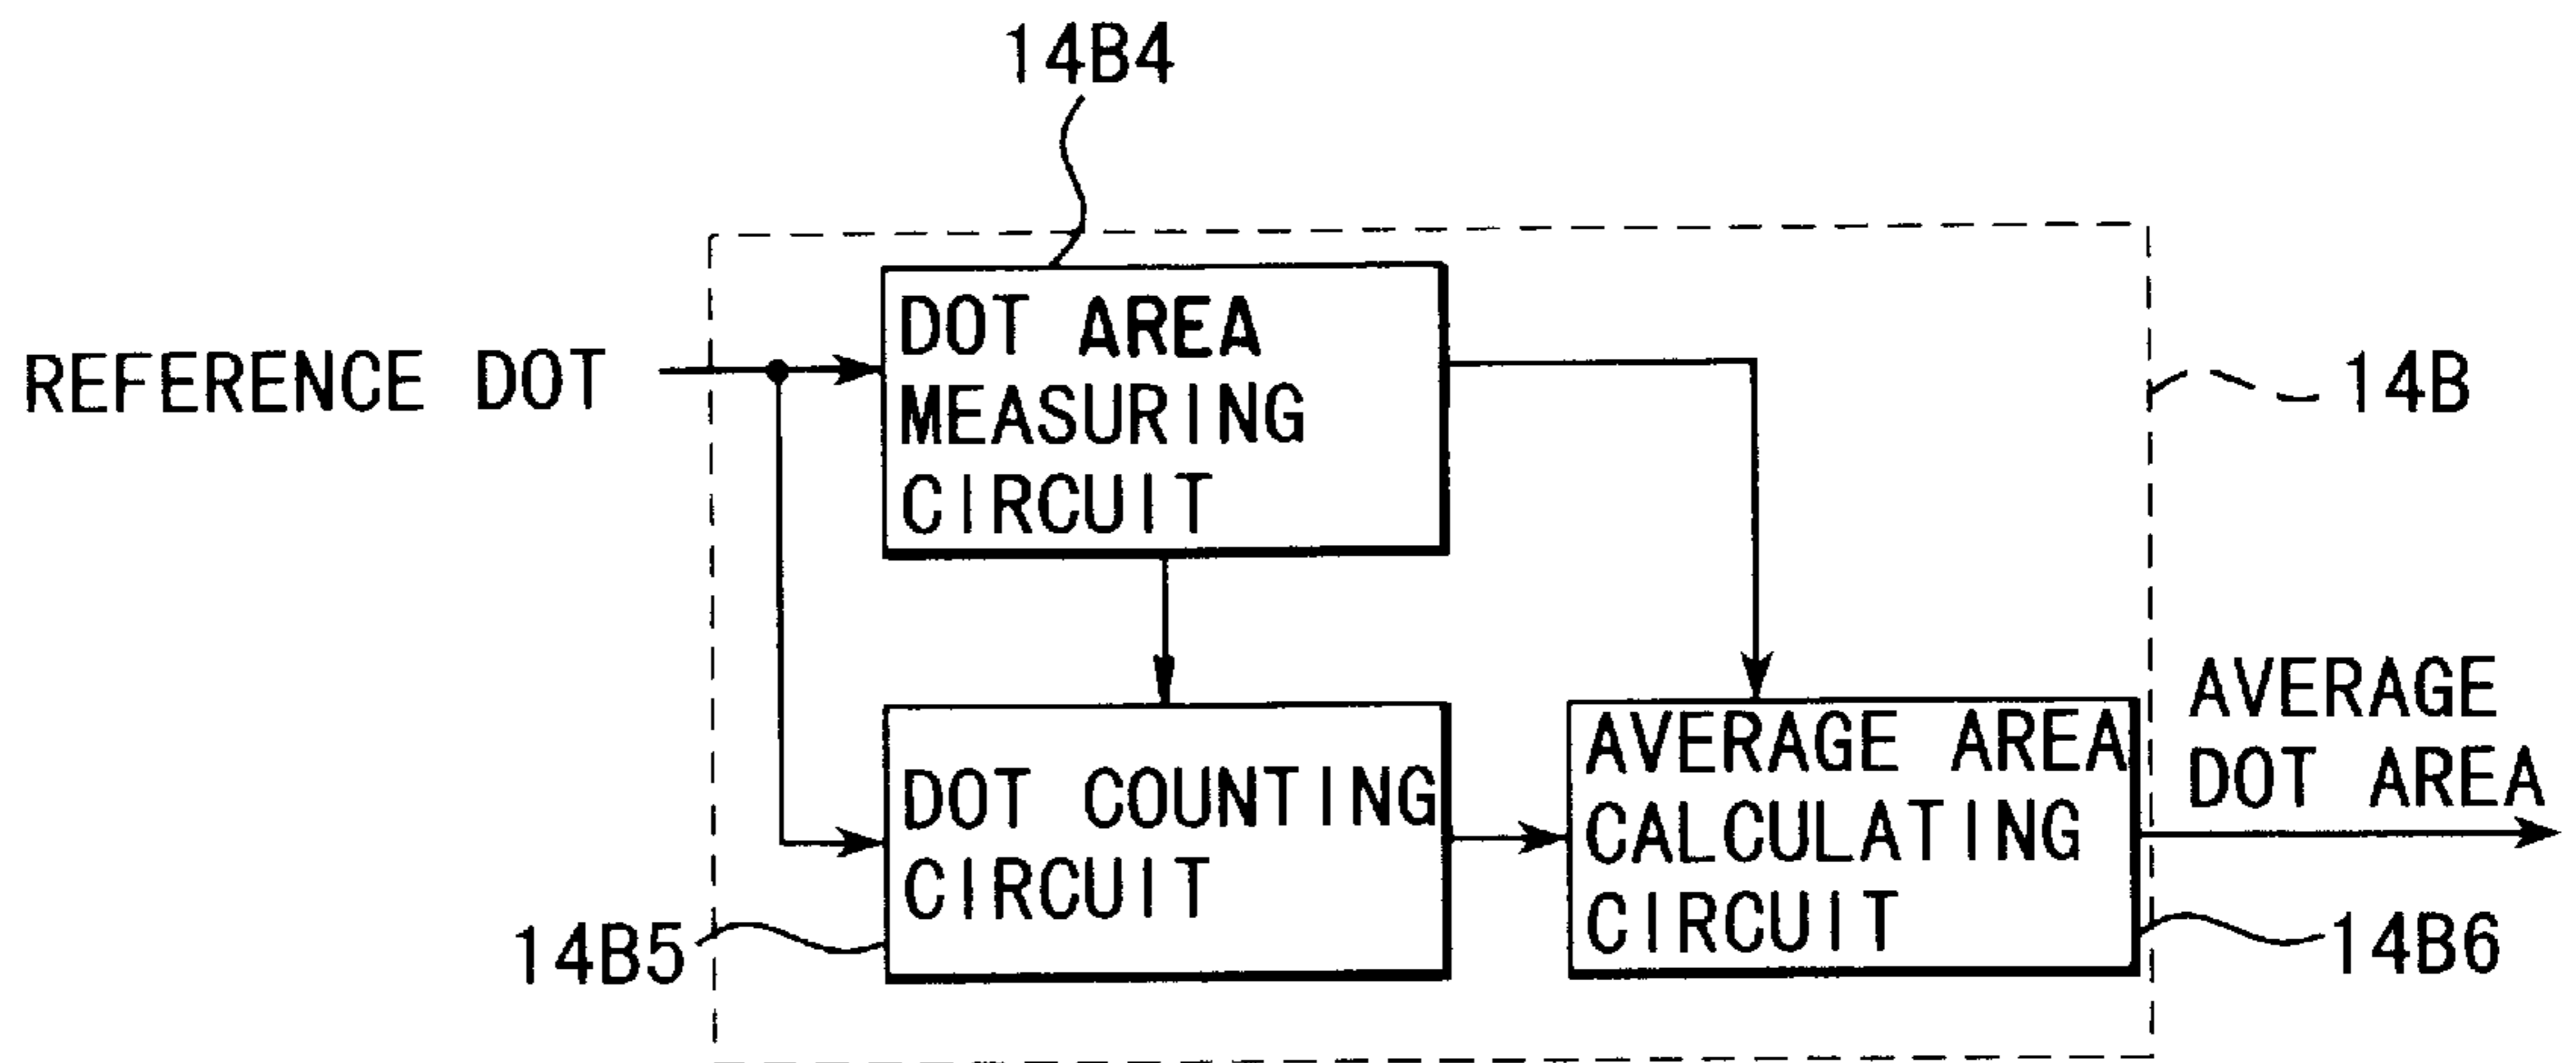 14B4
REFERENCE DOT
DOT AREA
MEASURING
CIRCUIT
14B
DOT COUNTING
CIRCUIT
14B5
AVERAGE AREA
CALCULATING
CIRCUIT
14B6
AVERAGE
DOT AREA